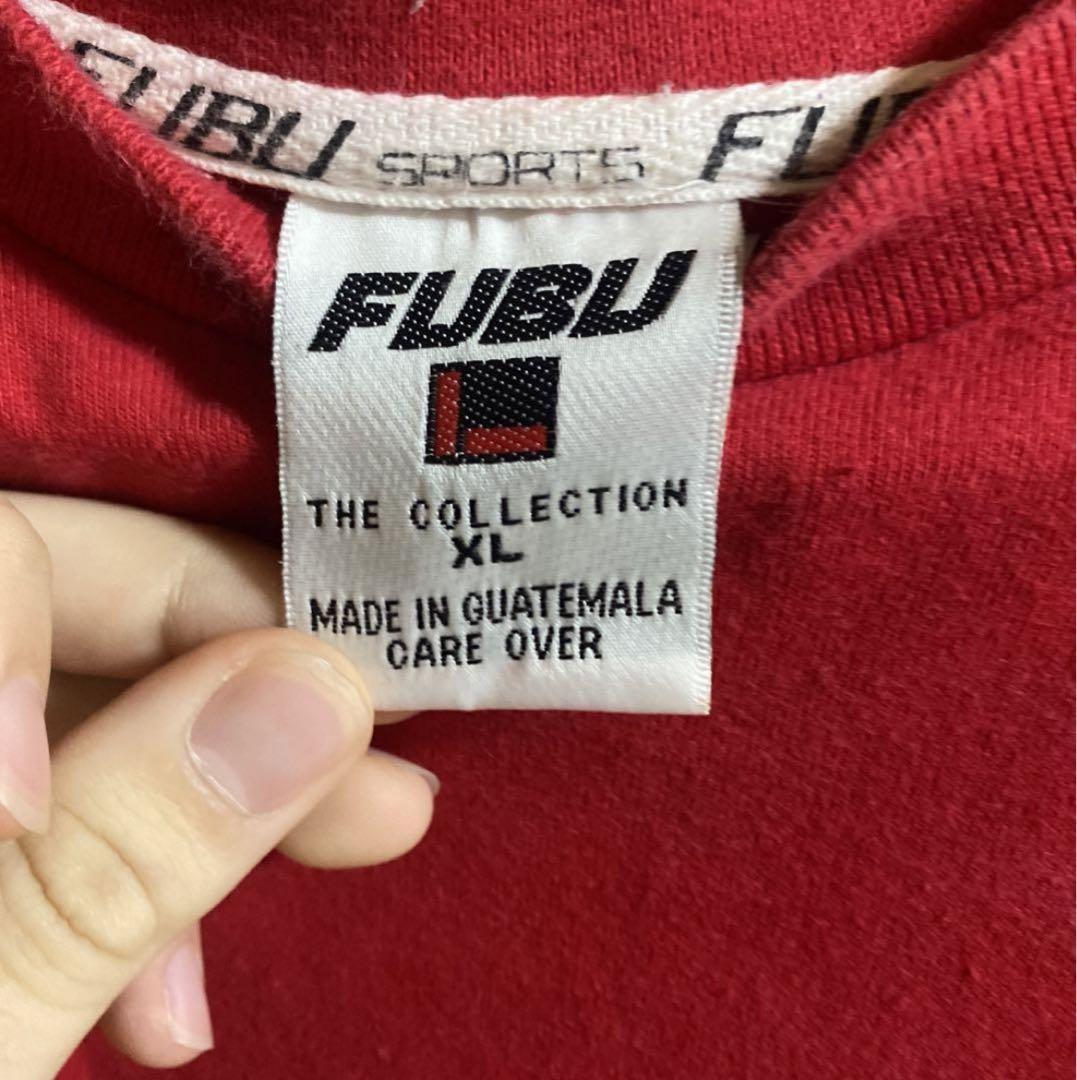 FUBU SPORTS FU
FUBU
THE COLLECTION
XL
MADE IN GUATEMALA
CARE OVER